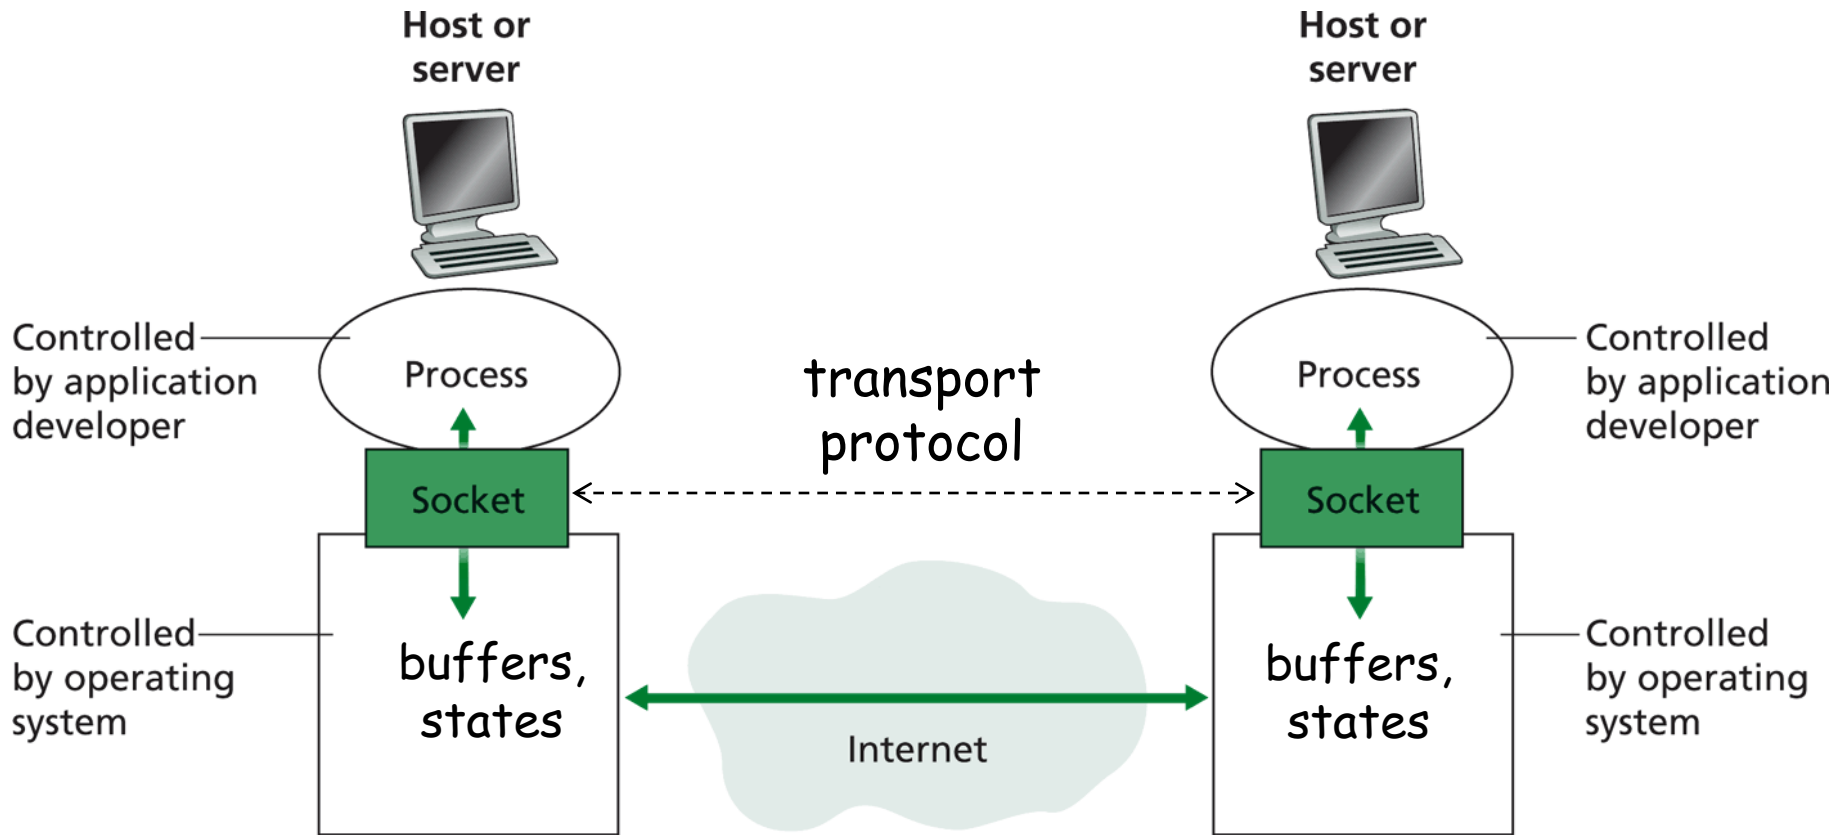 Host or
server
Host or
server
Controlled
by application
developer
Process
transport
protocol
Process
Controlled
by application
developer
Socket
Socket
Controlled
by operating
system
buffers,
states
Internet
buffers,
states
Controlled
by operating
system